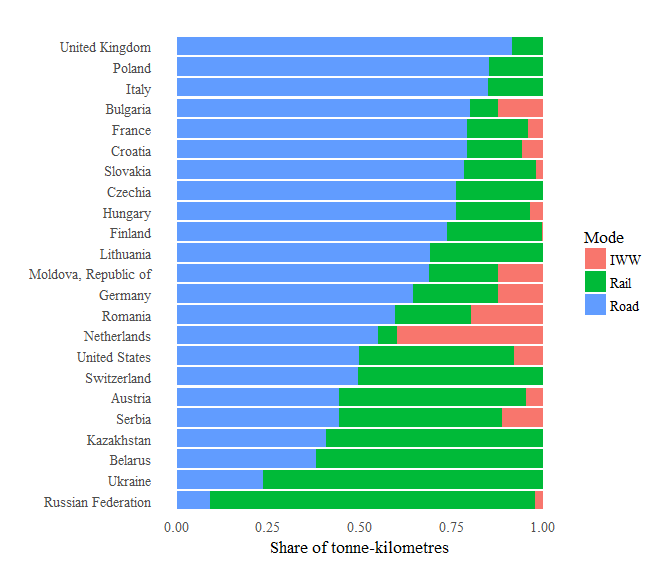 United Kingdom
Poland
Italy
Bulgaria
France
Croatia
Slovakia
Czechia
Hungary
Finland
Lithuania
Moldova, Republic of
Germany
Romania
Netherlands
United States
Switzerland
Austria
Serbia
Kazakhstan
Belarus
Ukraine
Russian Federation
0.00 0.25 0.50 0.75 1.00
Share of tonne-kilometres
Mode
IWW
Rail
Road